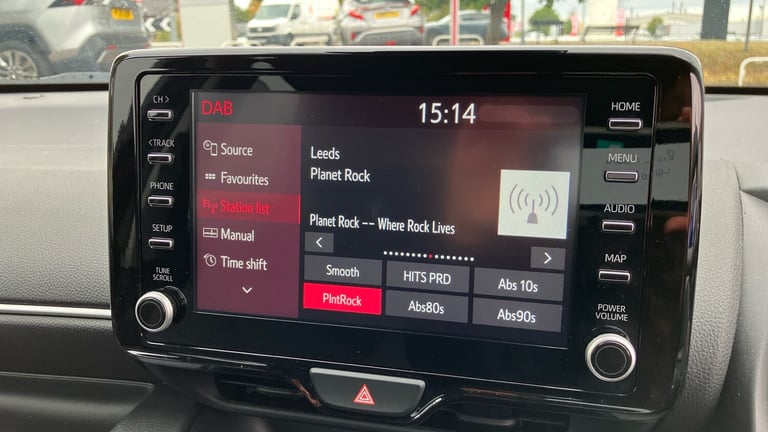 CH >
< TRACK
PHONE
SETUP
TUNE
SCROLL
DAB
15:14
Source
Favourites
Station list
Manual
Time shift
Leeds
Planet Rock
Planet Rock -- Where Rock Lives
Smooth
HITS PRD
Abs 10s
PlntRock
Abs80s
Abs90s
HOME
MENU
AUDIO
MAP
POWER
VOLUME